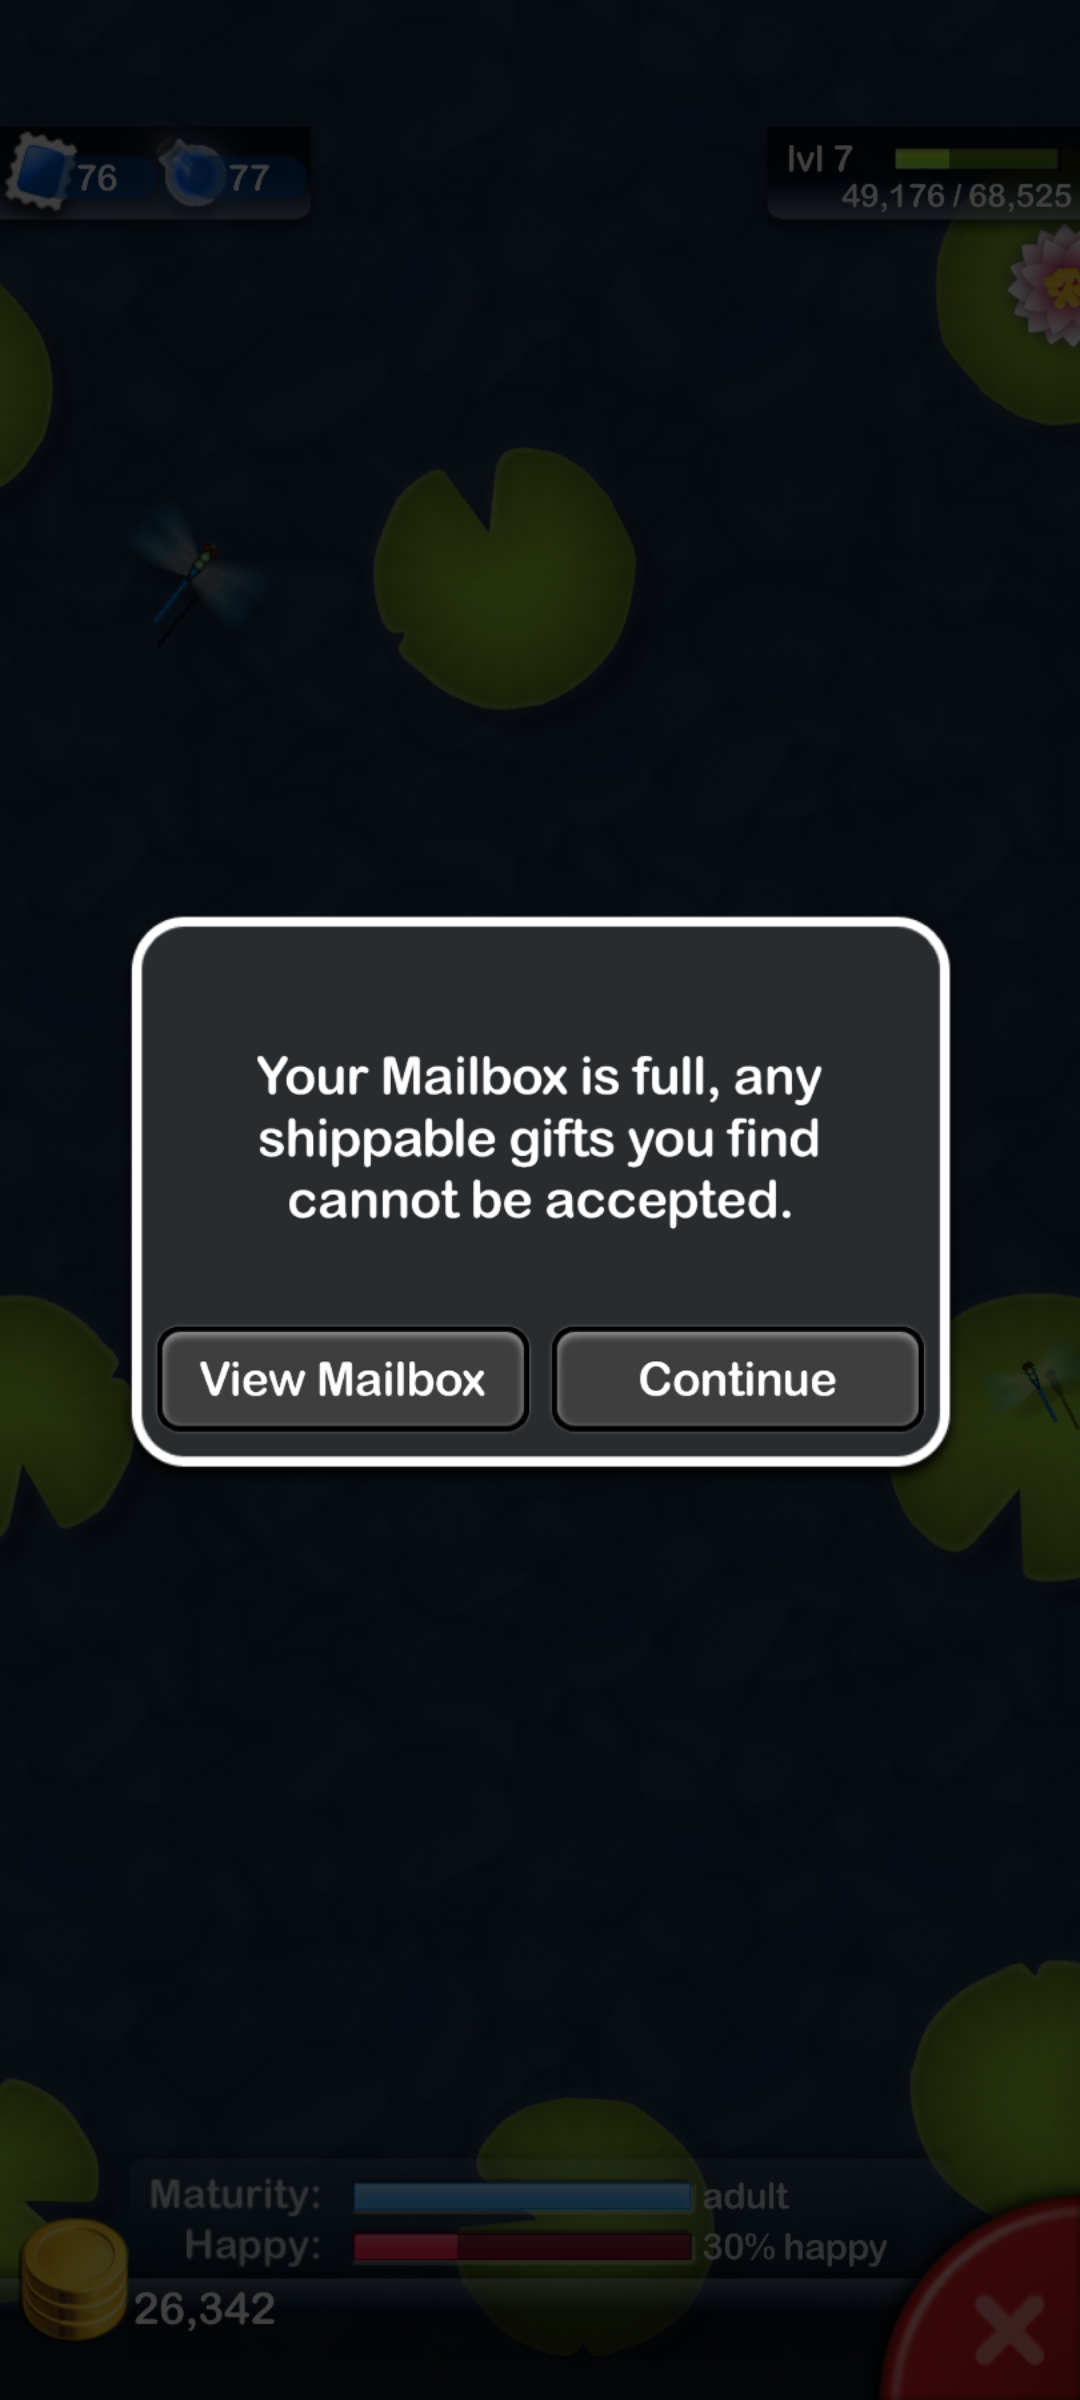 76 77
lvl 7
49,176 / 68,525
Your Mailbox is full, any
shippable gifts you find
cannot be accepted.
View Mailbox Continue
Maturity: adult
Happy: 30% happy
26,342